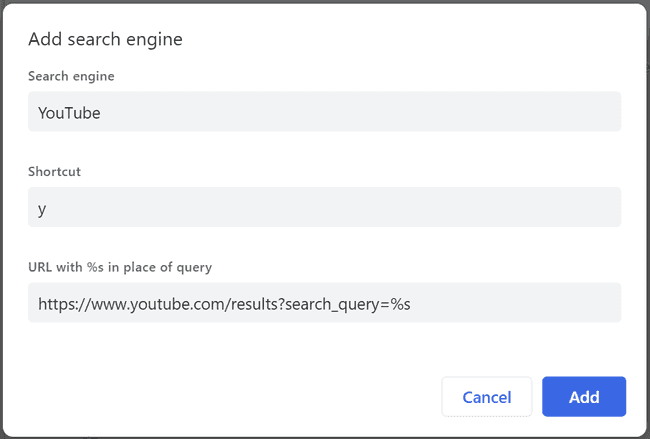 Add search engine
Search engine
YouTube
Shortcut
y
URL with %s in place of query
https://www.youtube.com/results?search_query=%s
Cancel Add